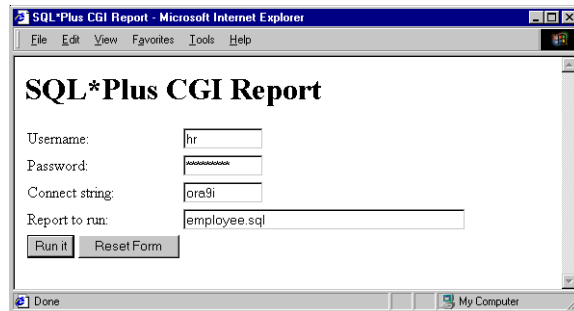 SQL*Plus CGI Report - Microsoft Internet Explorer
File Edit View Favorites Tools Help
SQL*Plus CGI Report
Username: hr
Password: *********
Connect string: ora9i
Report to run: employee.sql
Run it Reset Form
Done My Computer